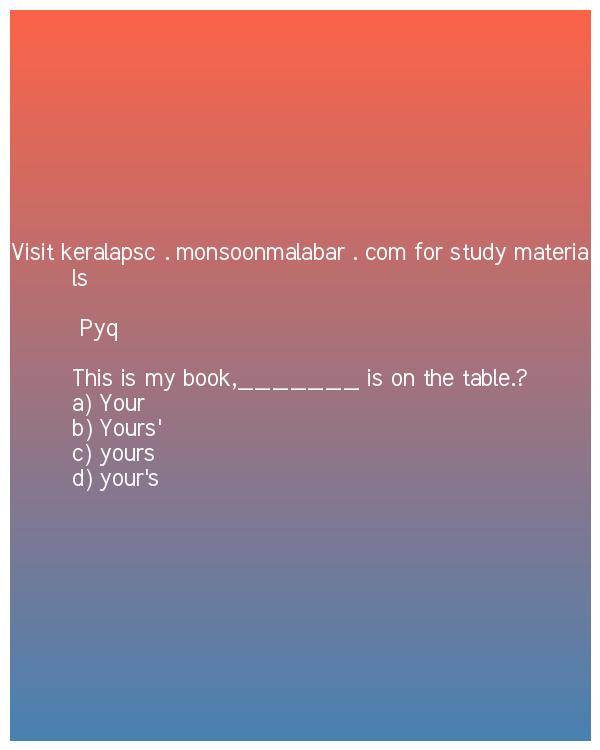 Visit keralapsc . monsoonmalabar . com for study materia
ls
Pyq
This is my book,_______ is on the table.?
a) Your
b) Yours'
c) yours
d) your's